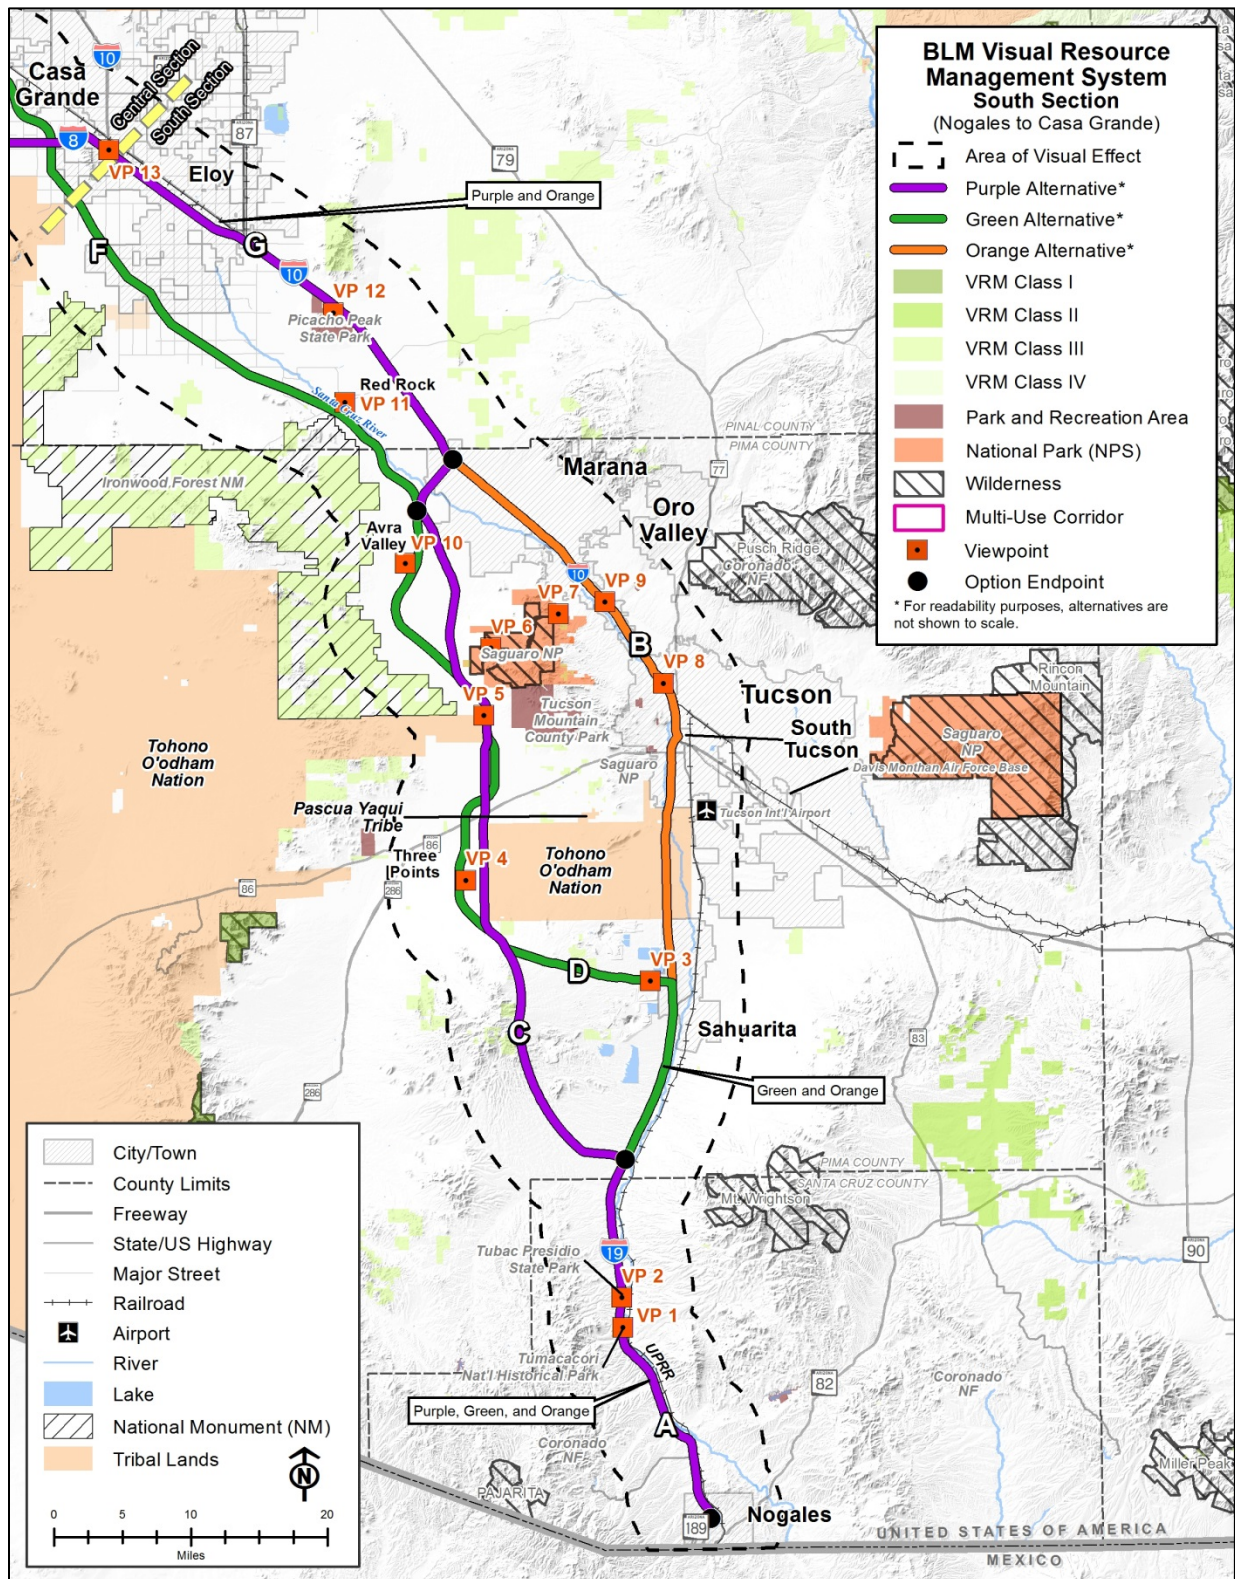 BLM Visual Resource
Management System
South Section
(Nogales to Casa Grande)
Area of Visual Effect
Purple Alternative*
Green Alternative*
Orange Alternative*
VRM Class I
VRM Class II
VRM Class III
VRM Class IV
Park and Recreation Area
National Park (NPS)
Wilderness
Multi-Use Corridor
Viewpoint
Option Endpoint
* For readability purposes, alternatives are
not shown to scale.
10
Casa
Grande
Central Section
South Section
8
VP 13
87
Eloy
79
Purple and Orange
F
G
10
VP 12
Picacho Peak
State Park
Red Rock
VP 11
Santa Cruz
River
PINAL COUNTY
PIMA COUNTY
Marana
77
Oro
Valley
Ironwood Forest NM
Avra
Valley
VP 10
Pusch Ridge
Coronado
NF
10
VP 9
VP 7
VP 6
Saguaro NP
B
VP 8
VP 5
Tucson
Mountain
County Park
Tucson
South
Tucson
Rincon
Mountain
Saguaro
NP
Davis Monthan Air Force Base
Saguaro
NP
Tohono
O'odham
Nation
Tucson Int'l Airport
Pascua Yaqui
Tribe
86
Three
Points
VP 4
Tohono
O'odham
Nation
86
286
D
VP 3
C
Sahuarita
83
286
Green and Orange
PIMA COUNTY
SANTA CRUZ COUNTY
Mt. Wrightson
19
90
Tubac Presidio
State Park
VP 2
VP 1
Tumacacori
Nat'l Historical Park
UPRR
82
Coronado
NF
Purple, Green, and Orange
A
Coronado
NF
PAJARITA
Miller Peak
189
Nogales
UNITED STATES OF AMERICA
MEXICO
City/Town
County Limits
Freeway
State/US Highway
Major Street
Railroad
Airport
River
Lake
National Monument (NM)
Tribal Lands
N
0 5 10 20
Miles